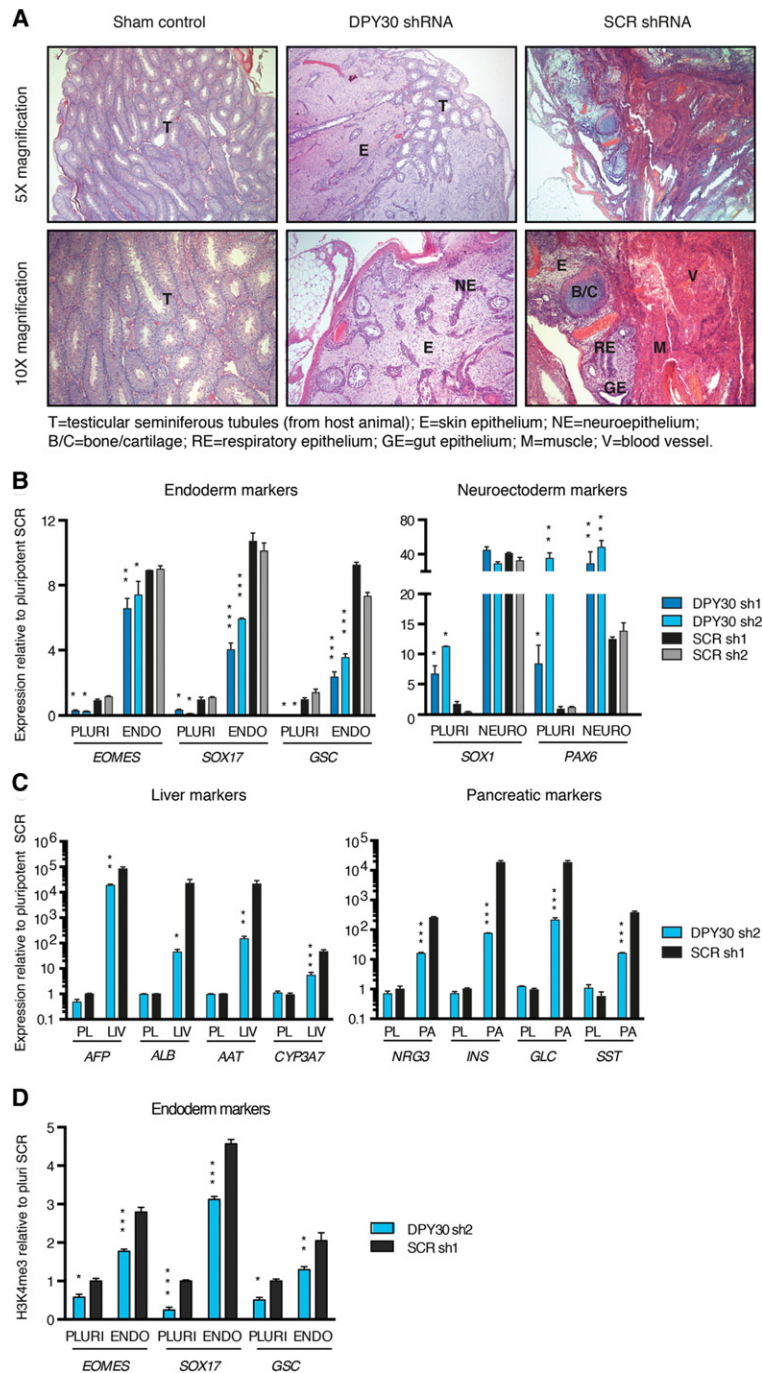 A
Sham control
DPY30 shRNA
SCR shRNA
5X magnification
T
E
T
10X magnification
T
NE
E
E
B/C
V
RE
M
GE
T=testicular seminiferous tubules (from host animal); E=skin epithelium; NE=neuroepithelium;
B/C=bone/cartilage; RE=respiratory epithelium; GE=gut epithelium; M=muscle; V=blood vessel.
B
Endoderm markers
Expression relative to pluripotent SCR
12
8
4
0
* * * * * * * * * * * * * * * * * * *
PLURI ENDO PLURI ENDO PLURI ENDO
EOMES SOX17 GSC
Neuroectoderm markers
80
40
20
15
10
5
0
* * * * * * * *
PLURI NEURO PLURI NEURO
SOX1 PAX6
DPY30 sh1
DPY30 sh2
SCR sh1
SCR sh2
C
Liver markers
Expression relative to pluripotent SCR
10⁶
10⁵
10⁴
10³
10²
10
1
0.1
** * ** ***
PL LIV PL LIV PL LIV PL LIV
AFP ALB AAT CYP3A7
Pancreatic markers
10⁵
10⁴
10³
10²
10
1
0.1
*** *** *** ***
PL PA PL PA PL PA PL PA
NRG3 INS GLC SST
DPY30 sh2
SCR sh1
D
Endoderm markers
H3K4me3 relative to pluri SCR
5
4
3
2
1
0
* *** *** *** * **
PLURI ENDO PLURI ENDO PLURI ENDO
EOMES SOX17 GSC
DPY30 sh2
SCR sh1